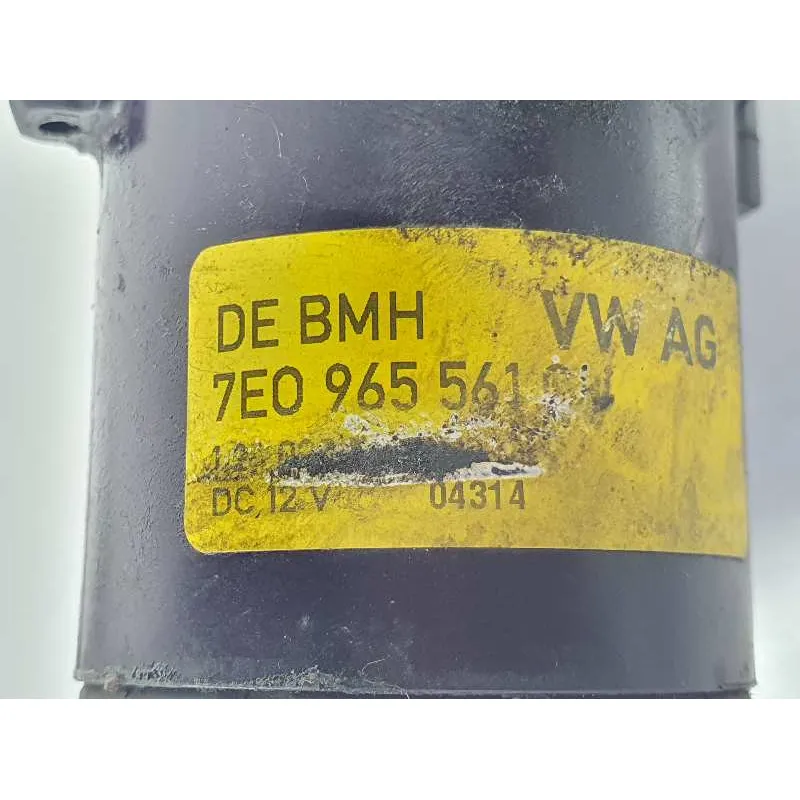 DE BMH VW AG
7E0 965 561
DC, 12 V 04314